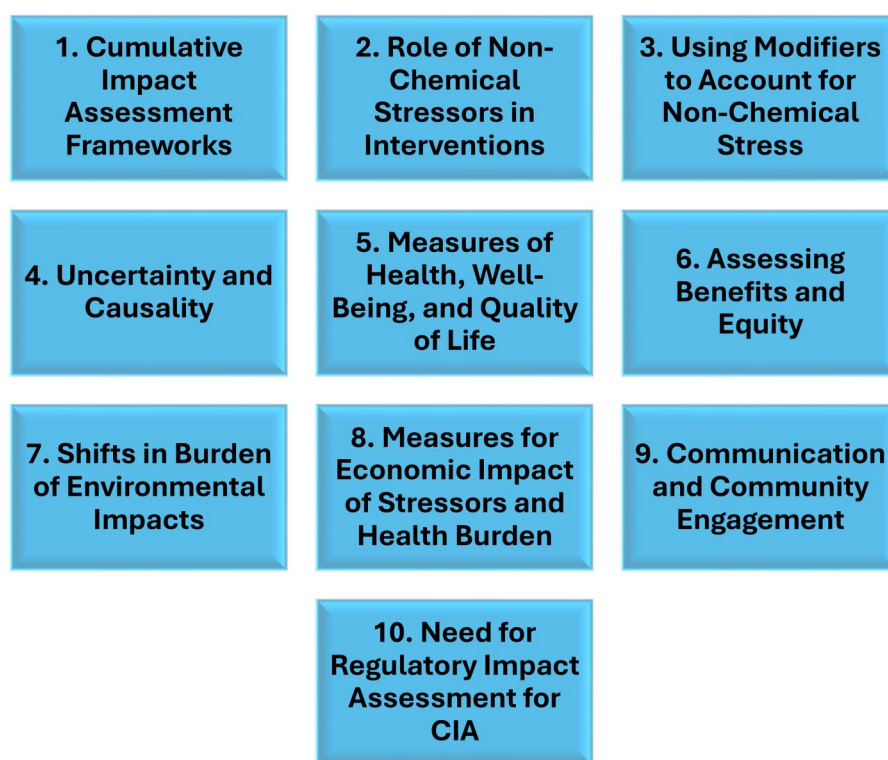 1. Cumulative
Impact
Assessment
Frameworks
2. Role of Non-
Chemical
Stressors in
Interventions
3. Using Modifiers
to Account for
Non-Chemical
Stress
4. Uncertainty and
Causality
5. Measures of
Health, Well-
Being, and Quality
of Life
6. Assessing
Benefits and
Equity
7. Shifts in Burden
of Environmental
Impacts
8. Measures for
Economic Impact
of Stressors and
Health Burden
9. Communication
and Community
Engagement
10. Need for
Regulatory Impact
Assessment for
CIA